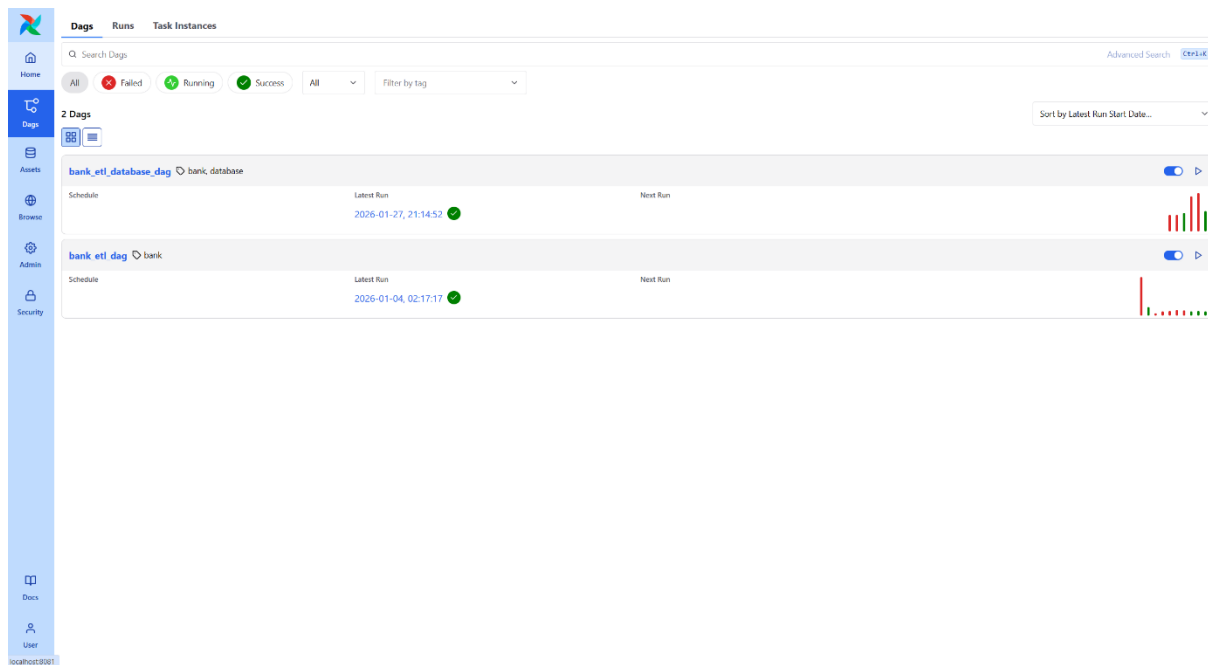 Dags Runs Task Instances
Search Dags Advanced Search Ctrl+K
Home
All Failed Running Success All Filter by tag
Dags
2 Dags Sort by Latest Run Start Date...
Assets
bank_etl_database_dag bank, database
Schedule Latest Run Next Run
2026-01-27, 21:14:52
Browse
Admin
bank_etl_dag bank
Schedule Latest Run Next Run
2026-01-04, 02:17:17
Security
Docs
User
localhost:8081